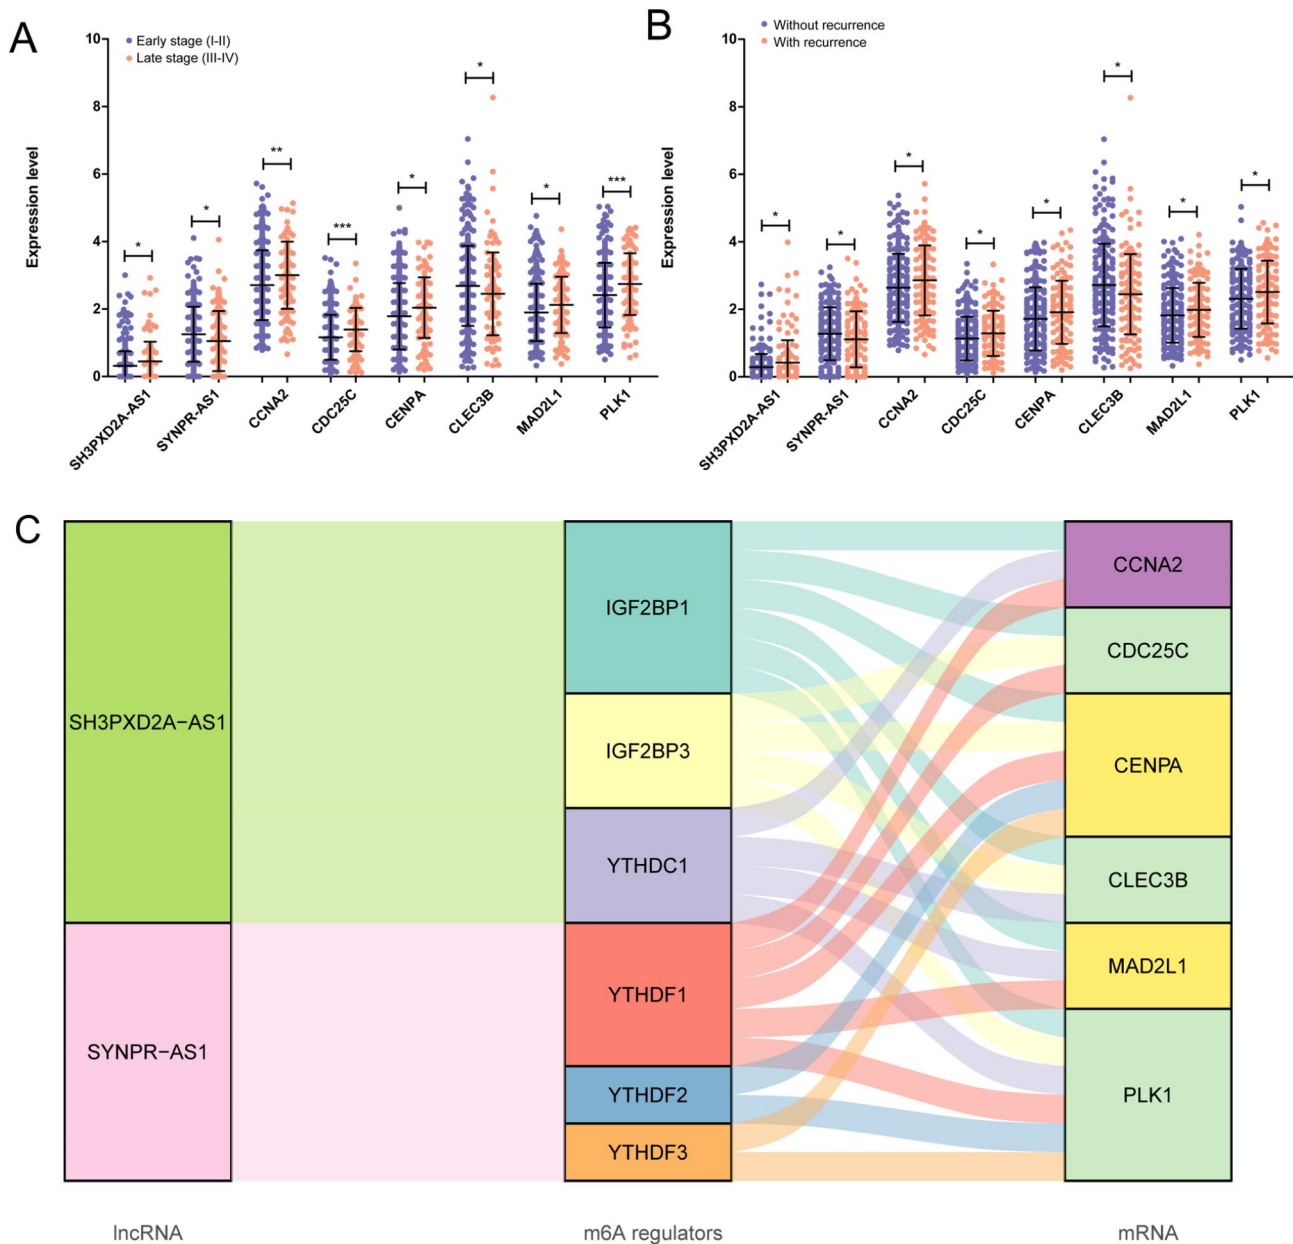 A
Early stage (I-II)
Late stage (III-IV)
Expression level
10
8
6
4
2
0
*
*
**
***
*
*
*
***
SH3PXD2A-AS1
SYNPR-AS1
CCNA2
CDC25C
CENPA
CLEC3B
MAD2L1
PLK1
B
Without recurrence
With recurrence
Expression level
10
8
6
4
2
0
*
*
*
*
*
*
*
*
SH3PXD2A-AS1
SYNPR-AS1
CCNA2
CDC25C
CENPA
CLEC3B
MAD2L1
PLK1
C
SH3PXD2A−AS1
SYNPR−AS1
IGF2BP1
IGF2BP3
YTHDC1
YTHDF1
YTHDF2
YTHDF3
CCNA2
CDC25C
CENPA
CLEC3B
MAD2L1
PLK1
lncRNA
m6A regulators
mRNA